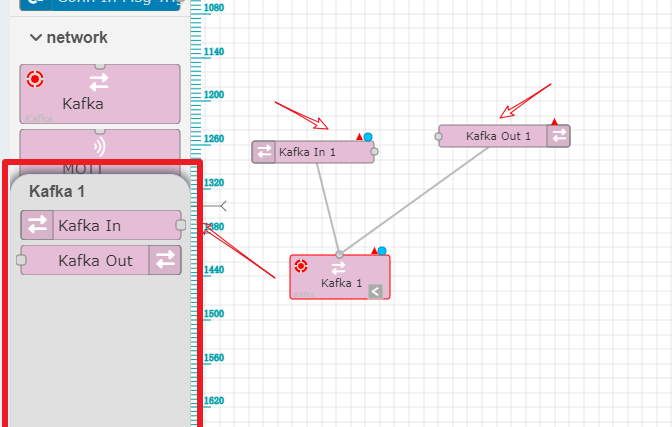 Conn In Msg Trig
network
Kafka
Kafka
MQTT
Kafka 1
Kafka In
Kafka Out
1080
1140
1200
1260
1320
1380
1440
1500
1560
1620
Kafka In 1
Kafka Out 1
Kafka 1
kafka